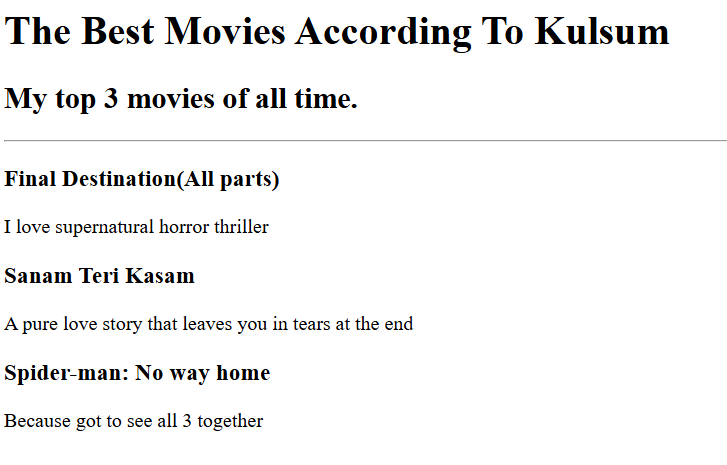 The Best Movies According To Kulsum
My top 3 movies of all time.
Final Destination(All parts)
I love supernatural horror thriller
Sanam Teri Kasam
A pure love story that leaves you in tears at the end
Spider-man: No way home
Because got to see all 3 together